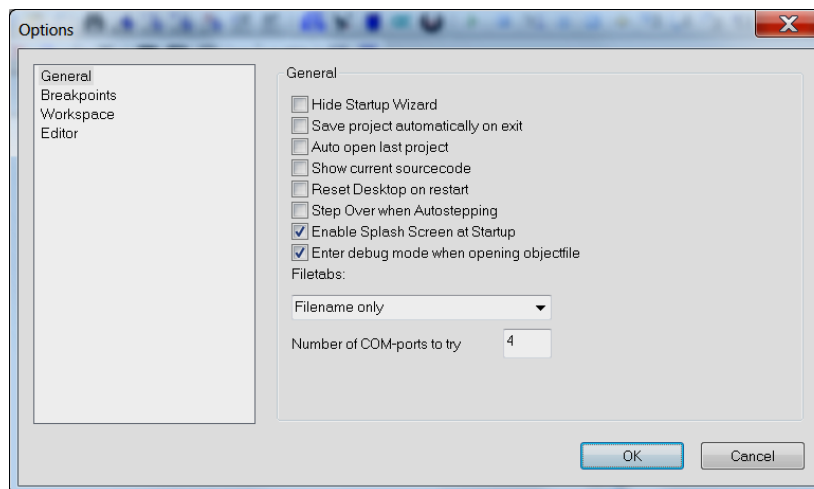 Options
General
Breakpoints
Workspace
Editor
General
Hide Startup Wizard
Save project automatically on exit
Auto open last project
Show current sourcecode
Reset Desktop on restart
Step Over when Autostepping
Enable Splash Screen at Startup
Enter debug mode when opening objectfile
Filetabs:
Filename only
Number of COM-ports to try 4
OK Cancel